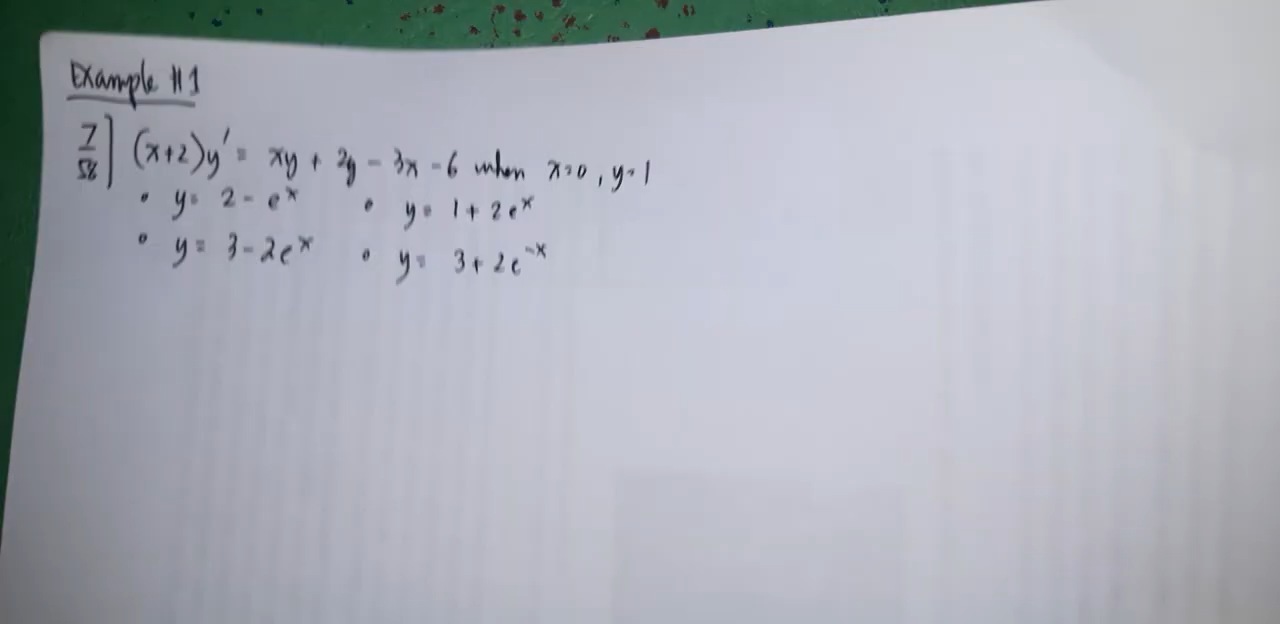 Example #1
7/58] (x+2)y' = xy + 2y - 3x - 6 when x=0, y=1
• y = 2 - e^x • y = 1 + 2e^x
• y = 3 - 2e^x • y = 3 + 2e^-x